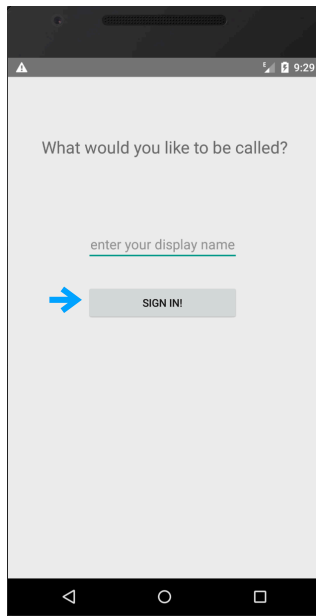 E
9:29
What would you like to be called?
enter your display name
SIGN IN!